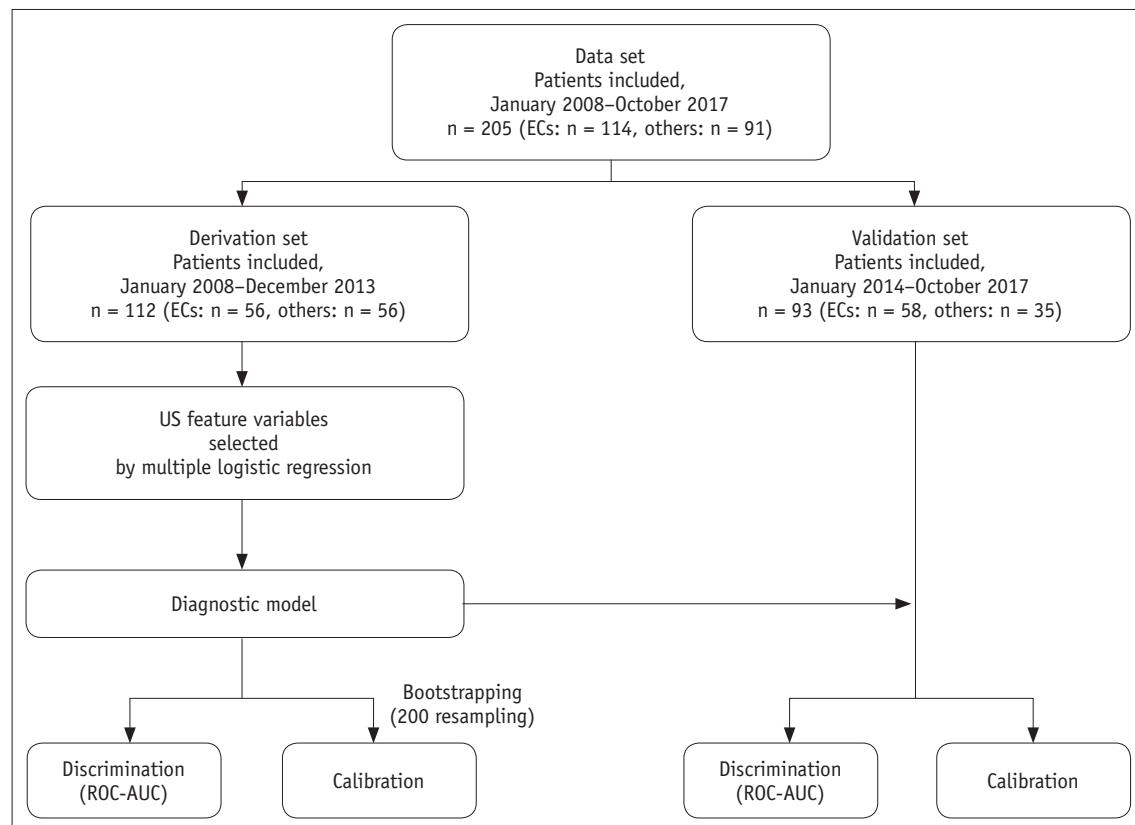 Data set
Patients included,
January 2008–October 2017
n = 205 (ECs: n = 114, others: n = 91)
Derivation set
Patients included,
January 2008–December 2013
n = 112 (ECs: n = 56, others: n = 56)
Validation set
Patients included,
January 2014–October 2017
n = 93 (ECs: n = 58, others: n = 35)
US feature variables
selected
by multiple logistic regression
Diagnostic model
Bootstrapping
(200 resampling)
Discrimination
(ROC-AUC)
Calibration
Discrimination
(ROC-AUC)
Calibration